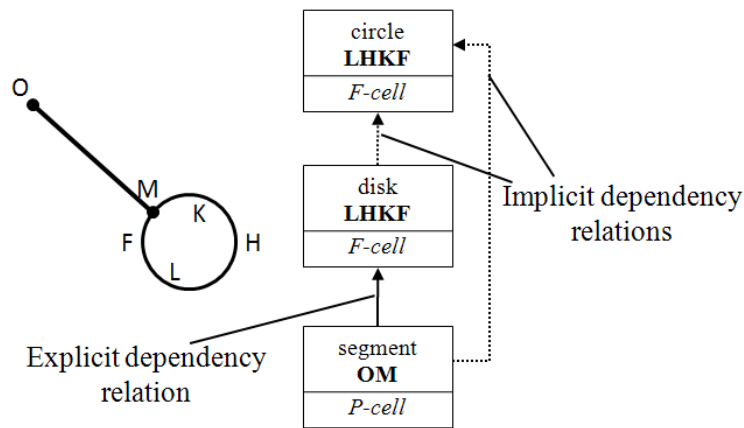 O
M
K
F
H
L
circle
LHKF
F-cell
disk
LHKF
F-cell
segment
OM
P-cell
Implicit dependency
relations
Explicit dependency
relation